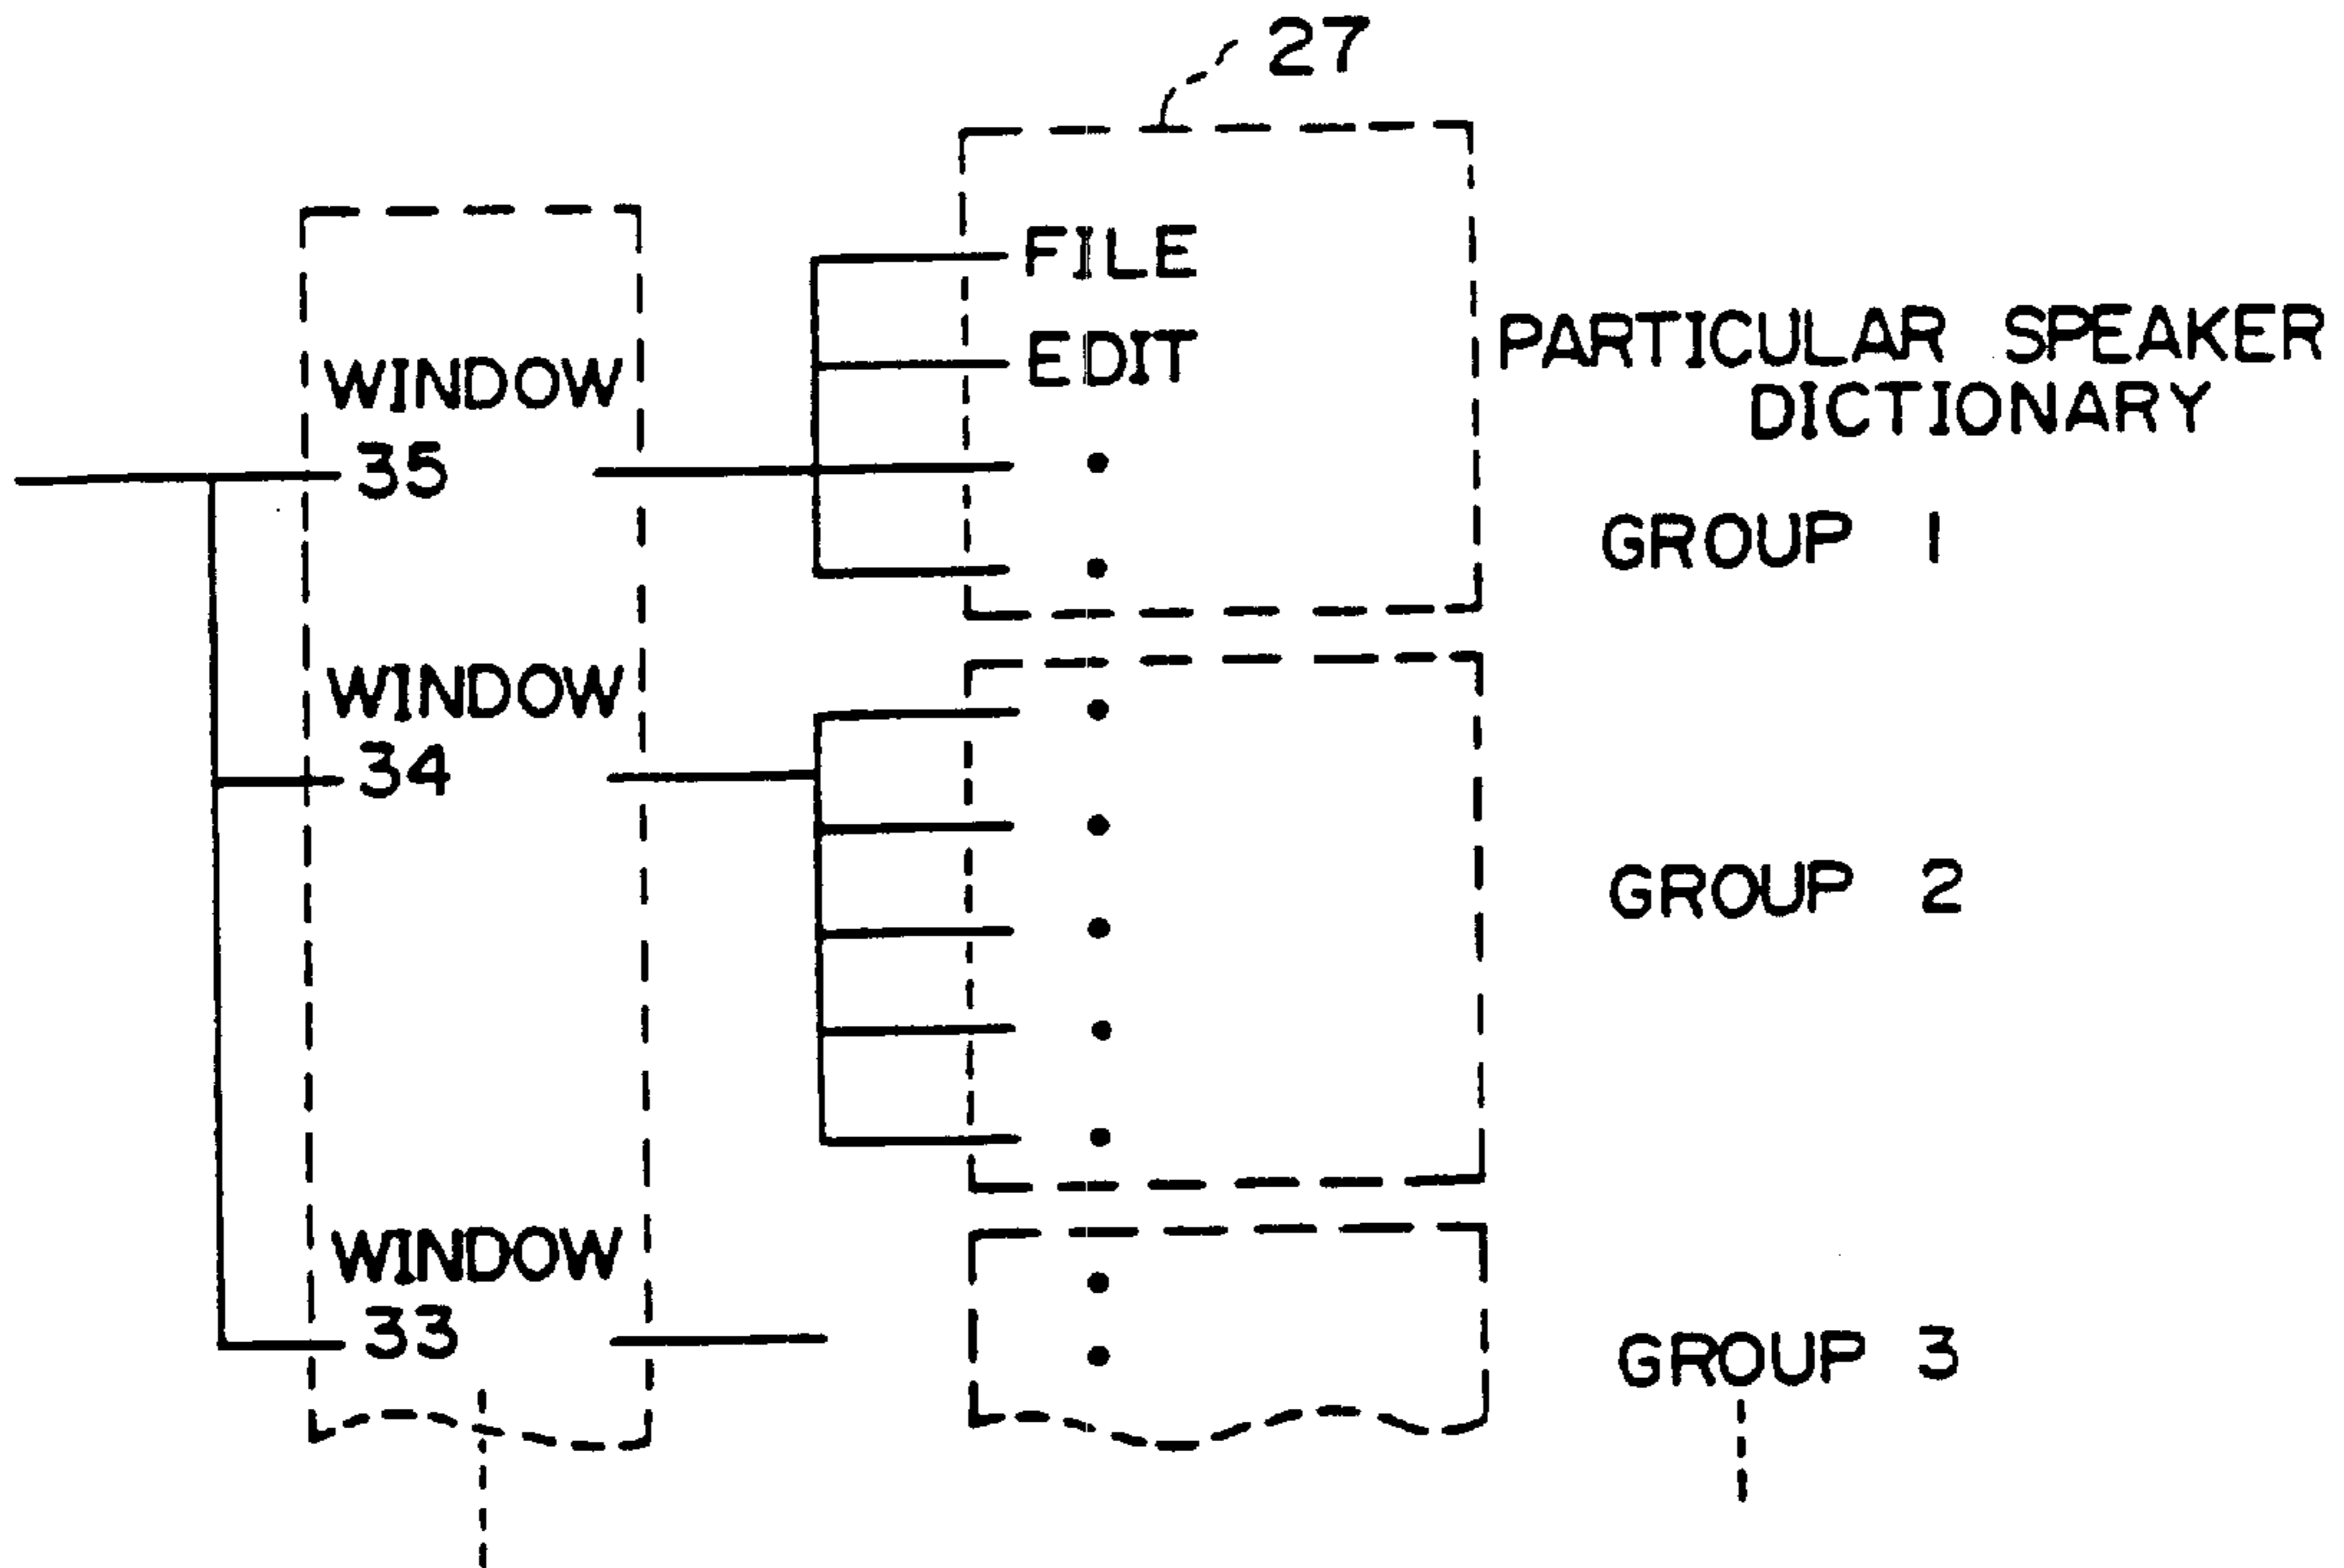 27
FILE
EDIT
PARTICULAR SPEAKER
DICTIONARY
WINDOW
35
GROUP 1
WINDOW
34
GROUP 2
WINDOW
33
GROUP 3